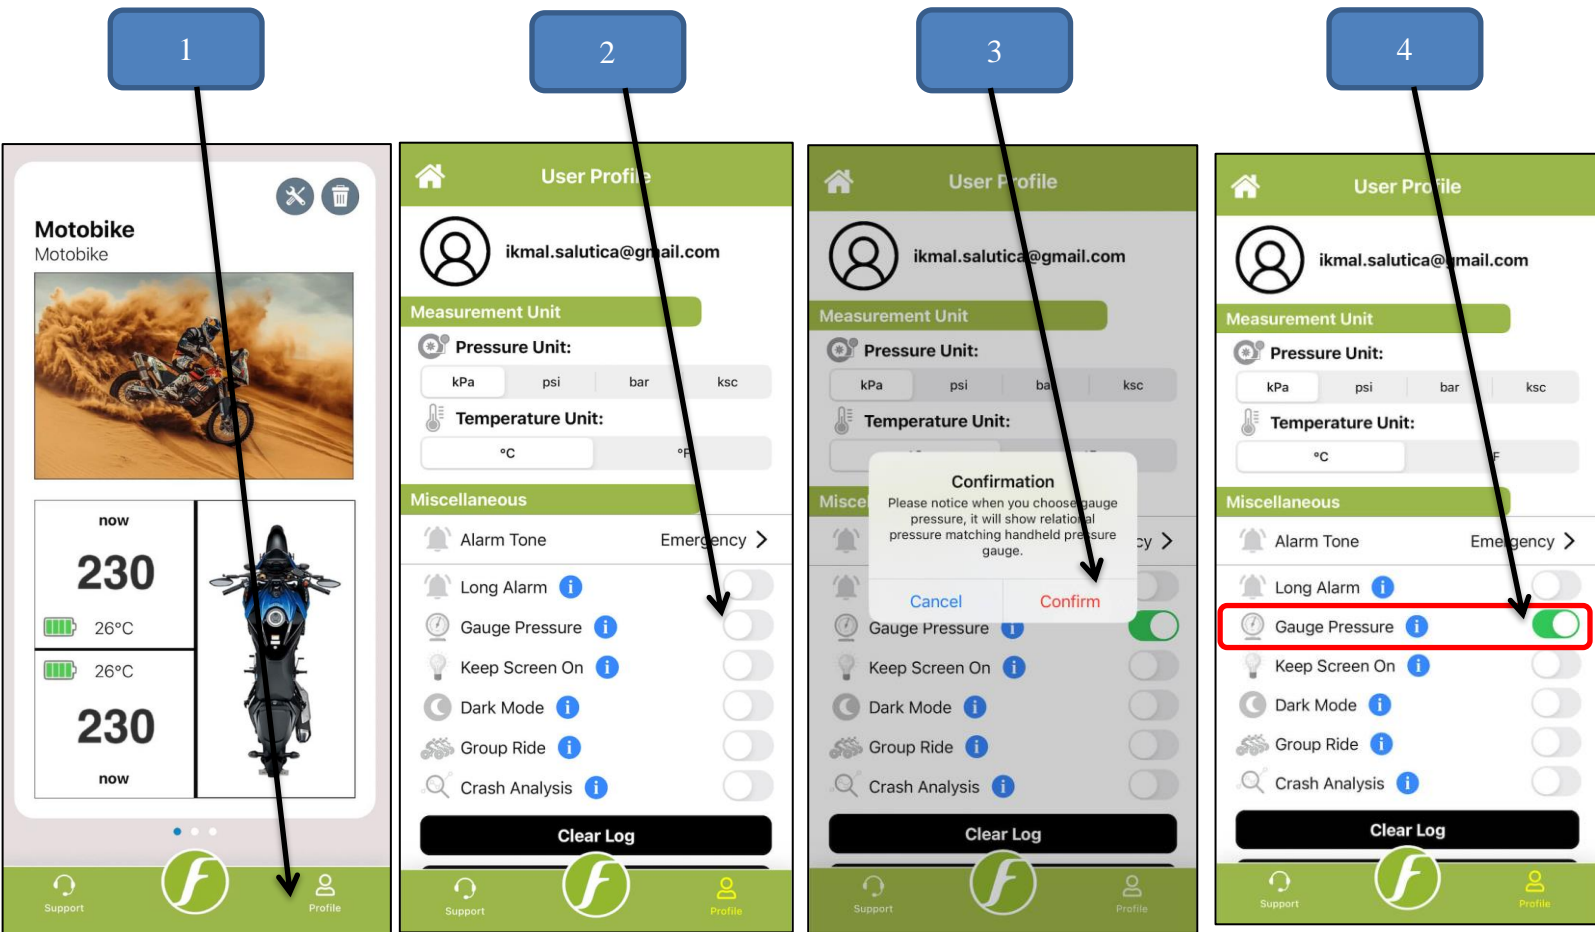 1
2
3
4
Motobike
Motobike
now
230
26°C
26°C
230
now
Support
Profile
User Profile
ikmal.salutica@gmail.com
Measurement Unit
Pressure Unit:
kPa psi bar ksc
Temperature Unit:
°C °F
Miscellaneous
Alarm Tone Emergency >
Long Alarm i
Gauge Pressure i
Keep Screen On i
Dark Mode i
Group Ride i
Crash Analysis i
Clear Log
Support
Profile
User Profile
ikmal.salutica@gmail.com
Measurement Unit
Pressure Unit:
kPa psi bar ksc
Temperature Unit:
Confirmation
Please notice when you choose gauge
pressure, it will show relational
pressure matching handheld pressure
gauge.
Cancel Confirm
Gauge Pressure i
Keep Screen On i
Dark Mode i
Group Ride i
Crash Analysis i
Clear Log
Support
Profile
User Profile
ikmal.salutica@gmail.com
Measurement Unit
Pressure Unit:
kPa psi bar ksc
Temperature Unit:
°C F
Miscellaneous
Alarm Tone Emergency >
Long Alarm i
Gauge Pressure i
Keep Screen On i
Dark Mode i
Group Ride i
Crash Analysis i
Clear Log
Support
Profile